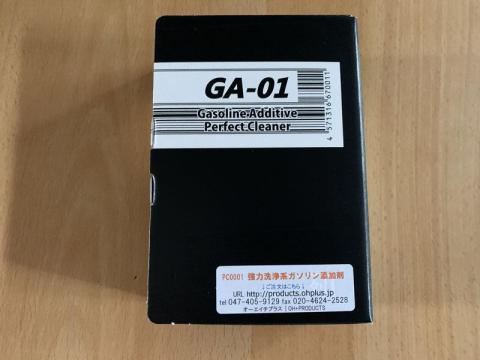 GA-01
Gasoline Additive
Perfect Cleaner
4 571316 670011
PC0001 強力洗浄系ガソリン添加剤
↓ご注文はこちら↓
URL http://products.ohplus.jp
tel 047-405-9129 fax 020-4624-2528
オーエイチプラス｜OH+PRODUCTS